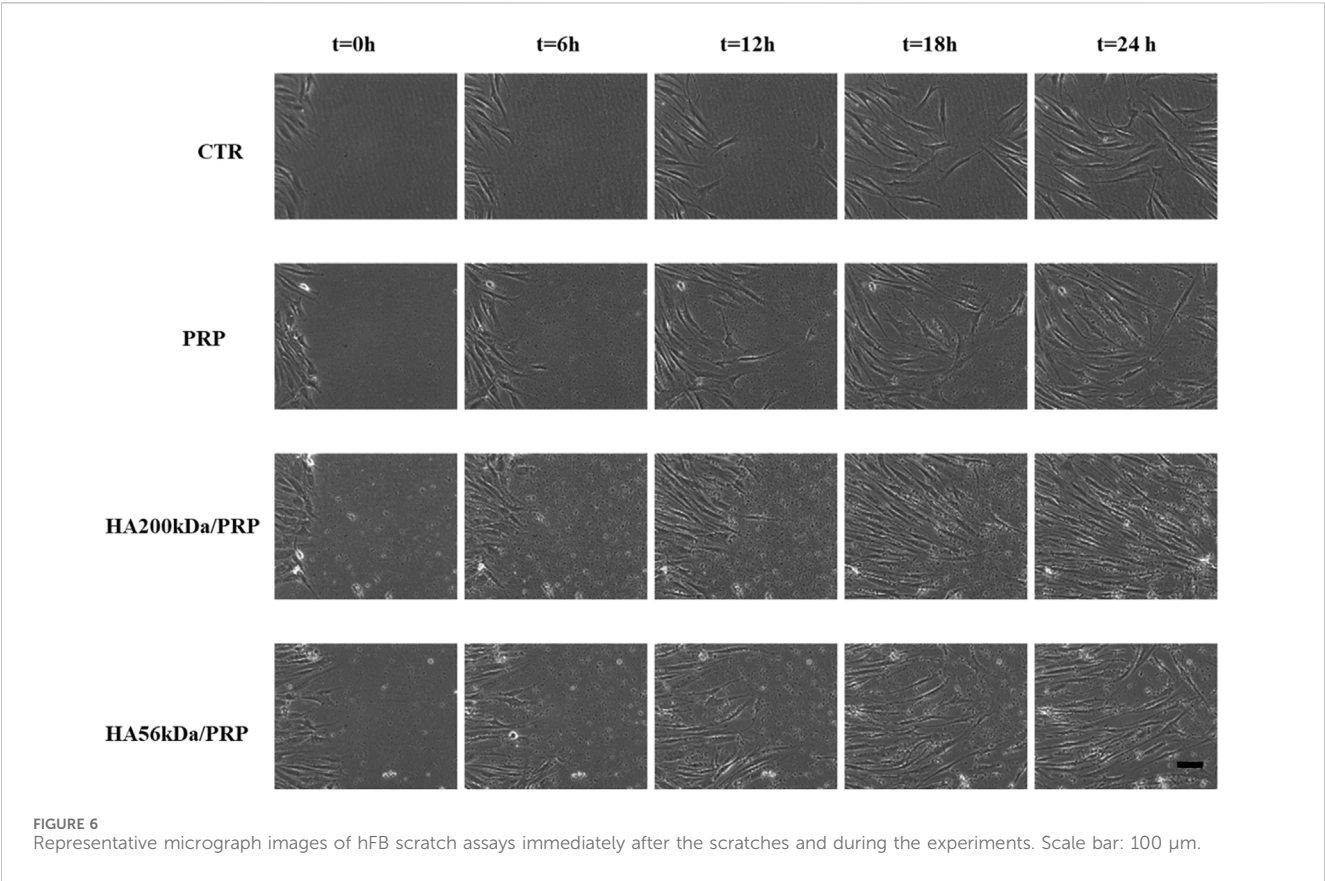 t=0h t=6h t=12h t=18h t=24 h
CTR
PRP
HA200kDa/PRP
HA56kDa/PRP
FIGURE 6
Representative micrograph images of hFB scratch assays immediately after the scratches and during the experiments. Scale bar: 100 μm.